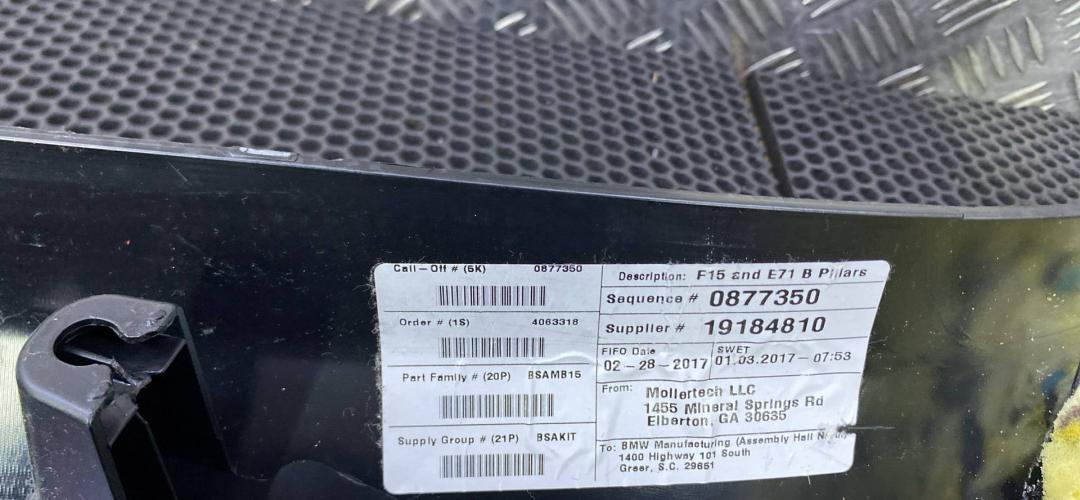 Call-Off # (5K) 0877350
Order # (1S) 4063318
Part Family # (20P) BSAMB15
Supply Group # (21P) BSAKIT
Description: F15 and E71 B Pillars
Sequence # 0877350
Supplier # 19184810
FIFO Date
02-28-2017
SWET
01.03.2017-07:53
From: Mollertech LLC
1455 Mineral Springs Rd
Elberton, GA 30635
To: BMW Manufacturing (Assembly Hall North)
1400 Highway 101 South
Greer, S.C. 29651